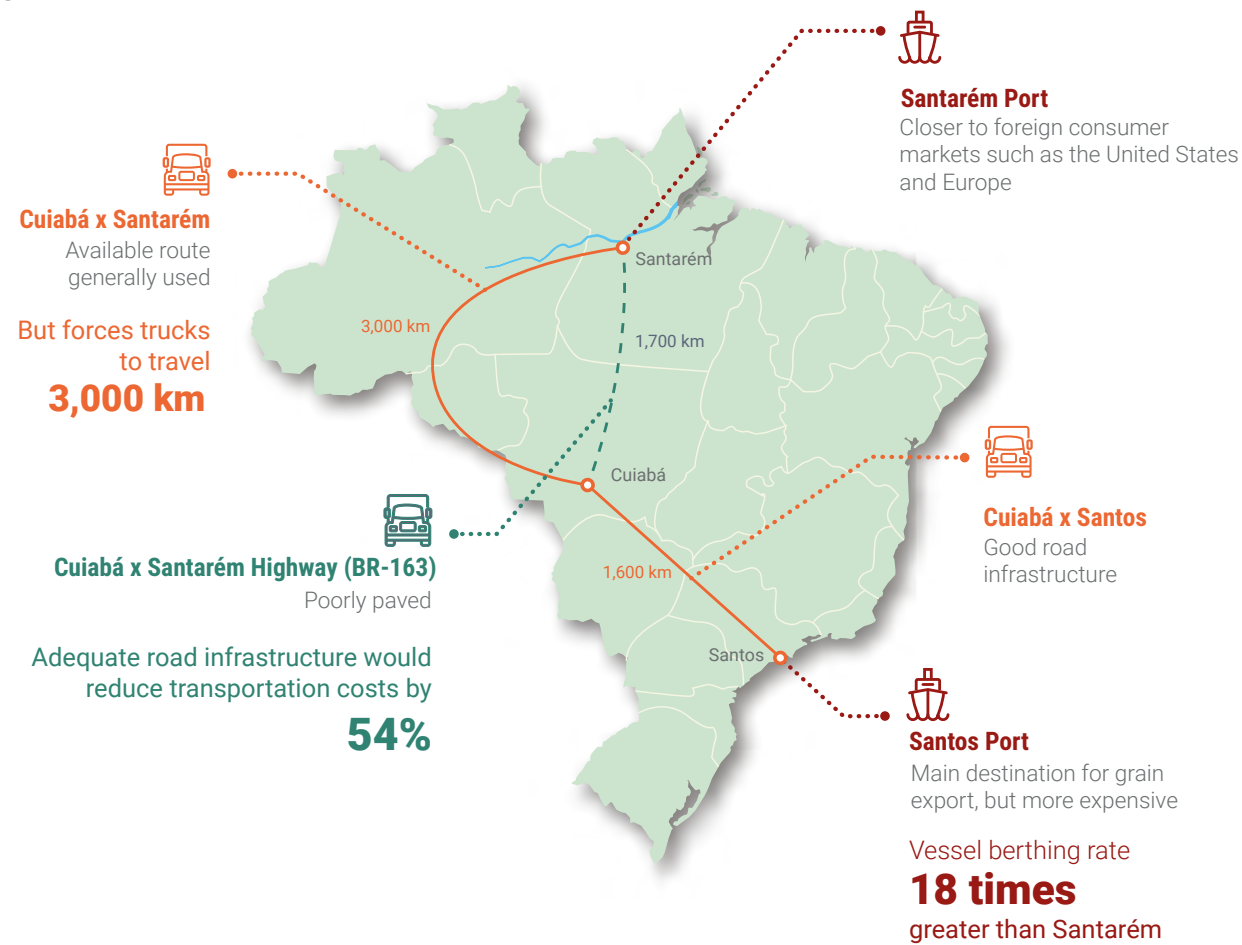 Santarém Port
Closer to foreign consumer
markets such as the United States
and Europe
Cuiabá x Santarém
Available route
generally used
But forces trucks
to travel
3,000 km
Santarém
3,000 km
1,700 km
Cuiabá
Cuiabá x Santos
Good road
infrastructure
Cuiabá x Santarém Highway (BR-163)
Poorly paved
Adequate road infrastructure would
reduce transportation costs by
54%
1,600 km
Santos
Santos Port
Main destination for grain
export, but more expensive
Vessel berthing rate
18 times
greater than Santarém